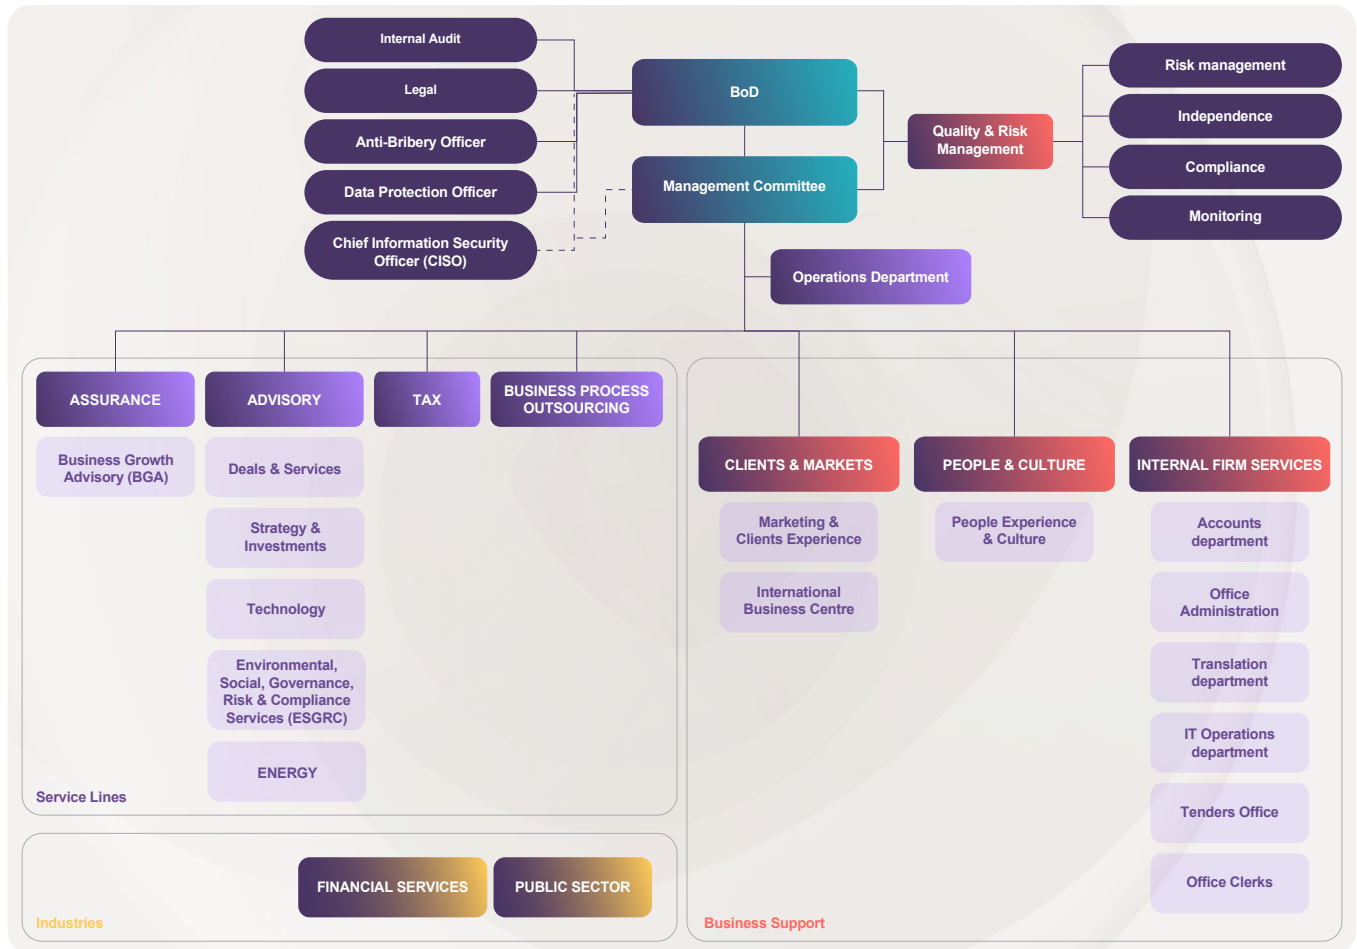 Internal Audit
Legal
Anti-Bribery Officer
Data Protection Officer
Chief Information Security
Officer (CISO)
BoD
Management Committee
Quality & Risk
Management
Risk management
Independence
Compliance
Monitoring
Operations Department
ASSURANCE
Business Growth
Advisory (BGA)
ADVISORY
Deals & Services
Strategy &
Investments
Technology
Environmental,
Social, Governance,
Risk & Compliance
Services (ESGRC)
ENERGY
TAX
BUSINESS PROCESS
OUTSOURCING
Service Lines
FINANCIAL SERVICES
PUBLIC SECTOR
Industries
CLIENTS & MARKETS
Marketing &
Clients Experience
International
Business Centre
PEOPLE & CULTURE
People Experience
& Culture
INTERNAL FIRM SERVICES
Accounts
department
Office
Administration
Translation
department
IT Operations
department
Tenders Office
Office Clerks
Business Support